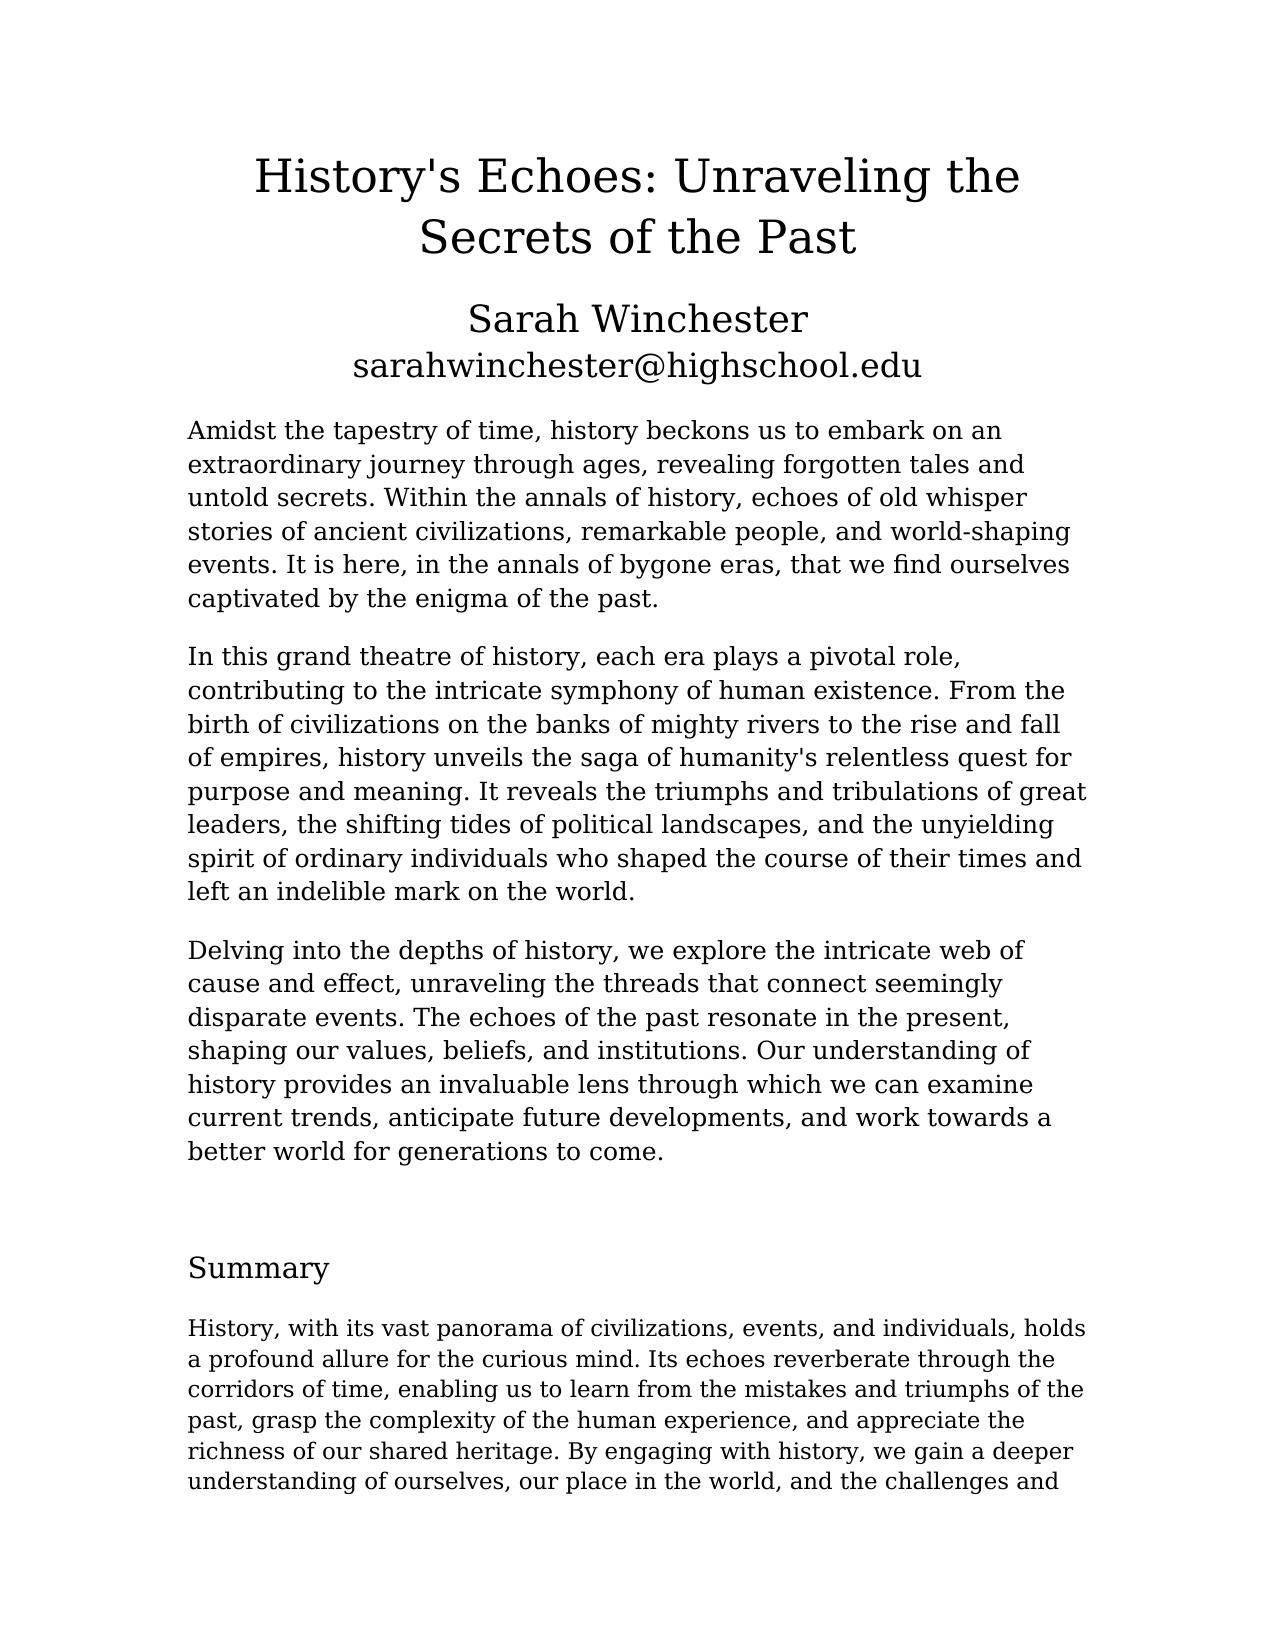 History's Echoes: Unraveling the
Secrets of the Past
Sarah Winchester
sarahwinchester@highschool.edu
Amidst the tapestry of time, history beckons us to embark on an
extraordinary journey through ages, revealing forgotten tales and
untold secrets. Within the annals of history, echoes of old whisper
stories of ancient civilizations, remarkable people, and world-shaping
events. It is here, in the annals of bygone eras, that we find ourselves
captivated by the enigma of the past.
In this grand theatre of history, each era plays a pivotal role,
contributing to the intricate symphony of human existence. From the
birth of civilizations on the banks of mighty rivers to the rise and fall
of empires, history unveils the saga of humanity's relentless quest for
purpose and meaning. It reveals the triumphs and tribulations of great
leaders, the shifting tides of political landscapes, and the unyielding
spirit of ordinary individuals who shaped the course of their times and
left an indelible mark on the world.
Delving into the depths of history, we explore the intricate web of
cause and effect, unraveling the threads that connect seemingly
disparate events. The echoes of the past resonate in the present,
shaping our values, beliefs, and institutions. Our understanding of
history provides an invaluable lens through which we can examine
current trends, anticipate future developments, and work towards a
better world for generations to come.
Summary
History, with its vast panorama of civilizations, events, and individuals, holds
a profound allure for the curious mind. Its echoes reverberate through the
corridors of time, enabling us to learn from the mistakes and triumphs of the
past, grasp the complexity of the human experience, and appreciate the
richness of our shared heritage. By engaging with history, we gain a deeper
understanding of ourselves, our place in the world, and the challenges and